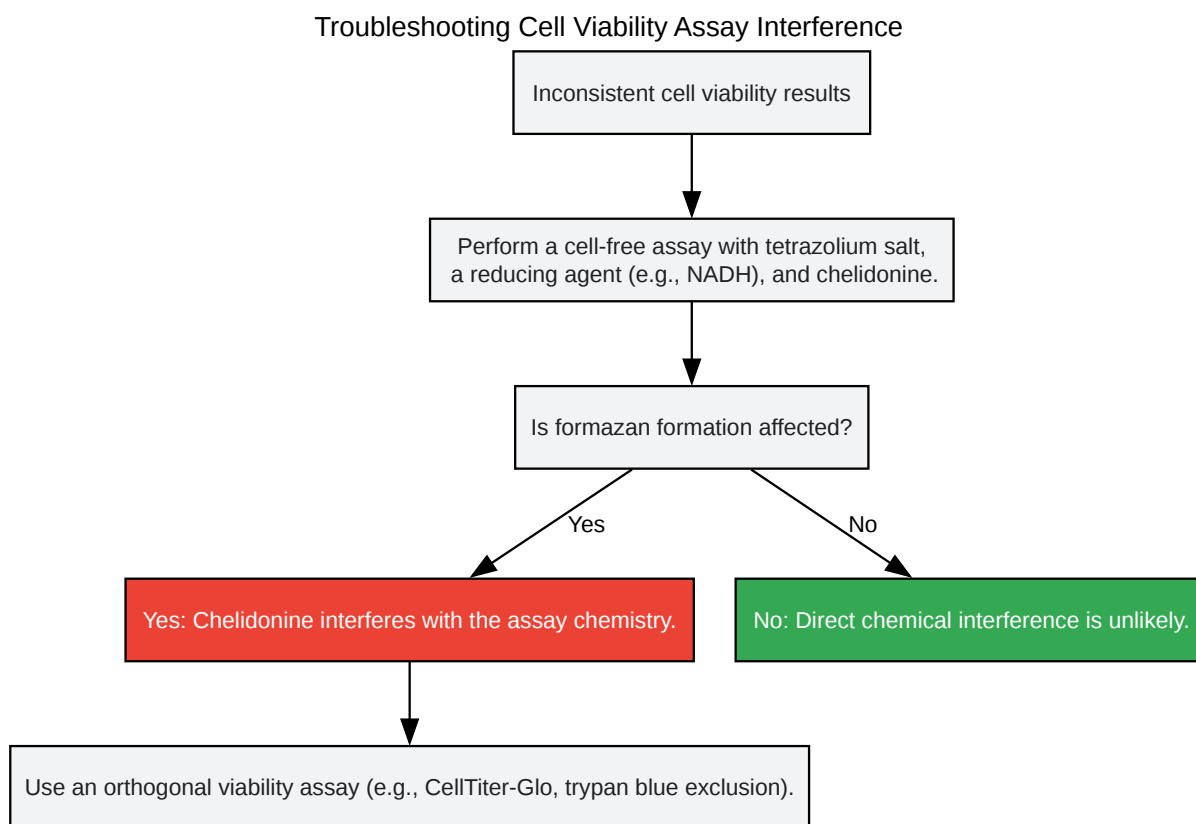 Troubleshooting Cell Viability Assay Interference
Inconsistent cell viability results
Perform a cell-free assay with tetrazolium salt,
a reducing agent (e.g., NADH), and chelidonine.
Is formazan formation affected?
Yes
No
Yes: Chelidonine interferes with the assay chemistry.
No: Direct chemical interference is unlikely.
Use an orthogonal viability assay (e.g., CellTiter-Glo, trypan blue exclusion).